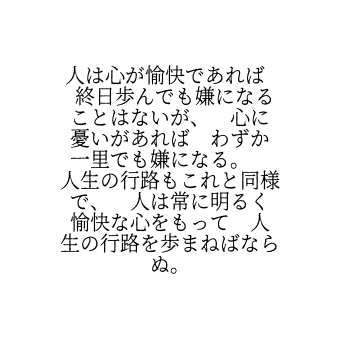 人は心が愉快であれば
終日歩んでも嫌になる
ことはないが、　心に
憂いがあれば　わずか
一里でも嫌になる。
人生の行路もこれと同様
で、　人は常に明るく
愉快な心をもって　人
生の行路を歩まねばなら
ぬ。